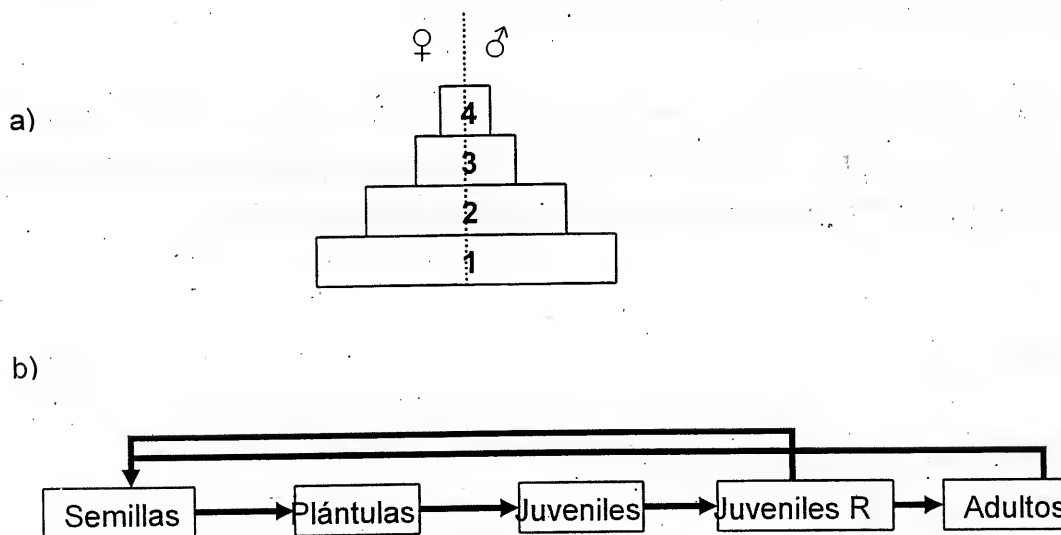 ♀ ♂
a)
4
3
2
1
b)
Semillas Plántulas Juveniles Juveniles R Adultos